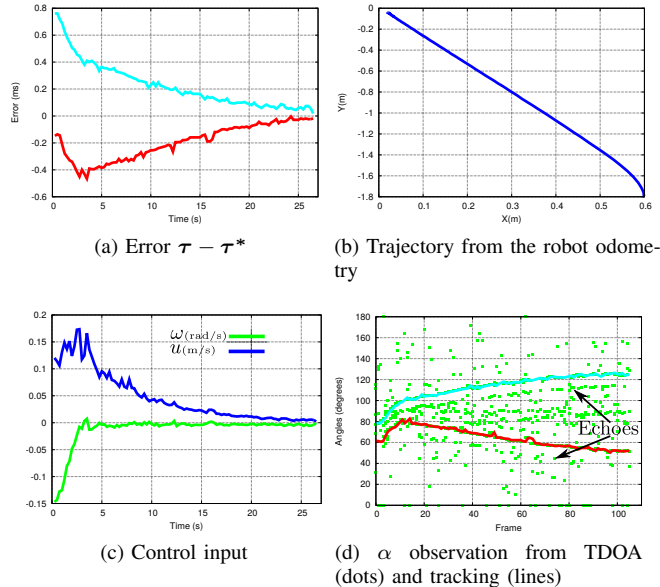 0.8
0.6
0.4
0.2
0
0.2
0.4
0.6
Error (ms)
0 5 10 15 20 25
Time (s)
(a) Error τ − τ*
0
-0.2
-0.4
-0.6
-0.8
-1
-1.2
-1.4
-1.6
-1.8
Y(m)
0 0.1 0.2 0.3 0.4 0.5 0.6
X(m)
(b) Trajectory from the robot odome-
try
0.2
0.15
0.1
0.05
0
-0.05
-0.1
-0.15
ω(rad/s)
u(m/s)
0 5 10 15 20 25
Time (s)
(c) Control input
180
160
140
120
100
80
60
40
20
0
Angles (degrees)
Echoes
0 20 40 60 80 100
Frame
(d) α observation from TDOA
(dots) and tracking (lines)